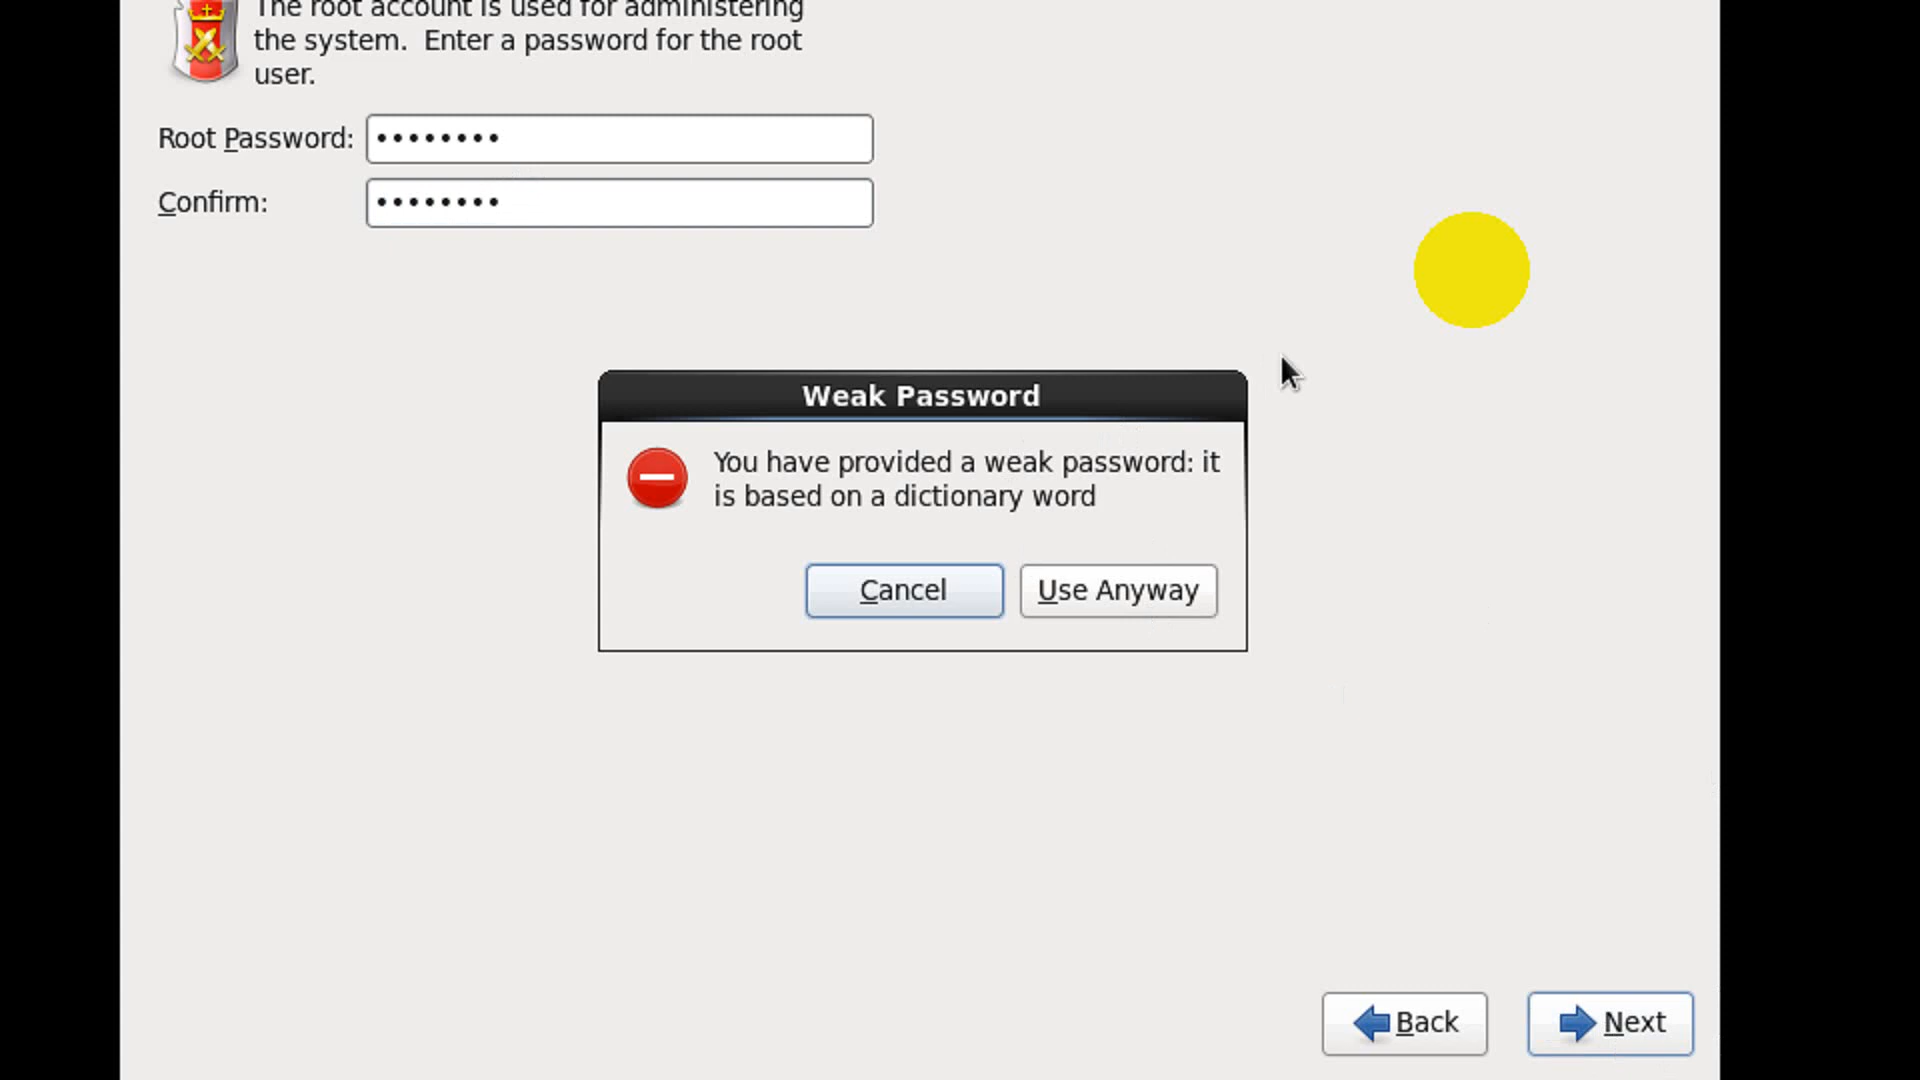 The root account is used for administering
the system.  Enter a password for the root
user.
Root Password: ••••••••
Confirm: ••••••••
Weak Password
You have provided a weak password: it
is based on a dictionary word
Cancel
Use Anyway
Back
Next